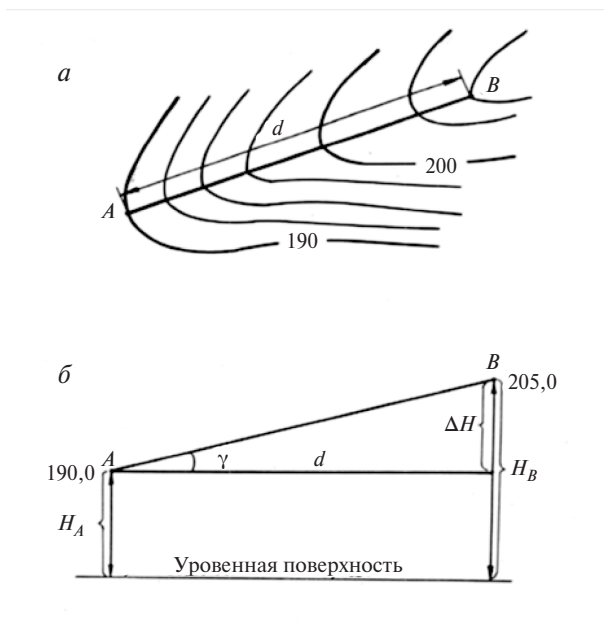 а
B
d
200
A
190
б
B
205,0
ΔH
A
γ
d
H_B
190,0
H_A
Уровенная поверхность